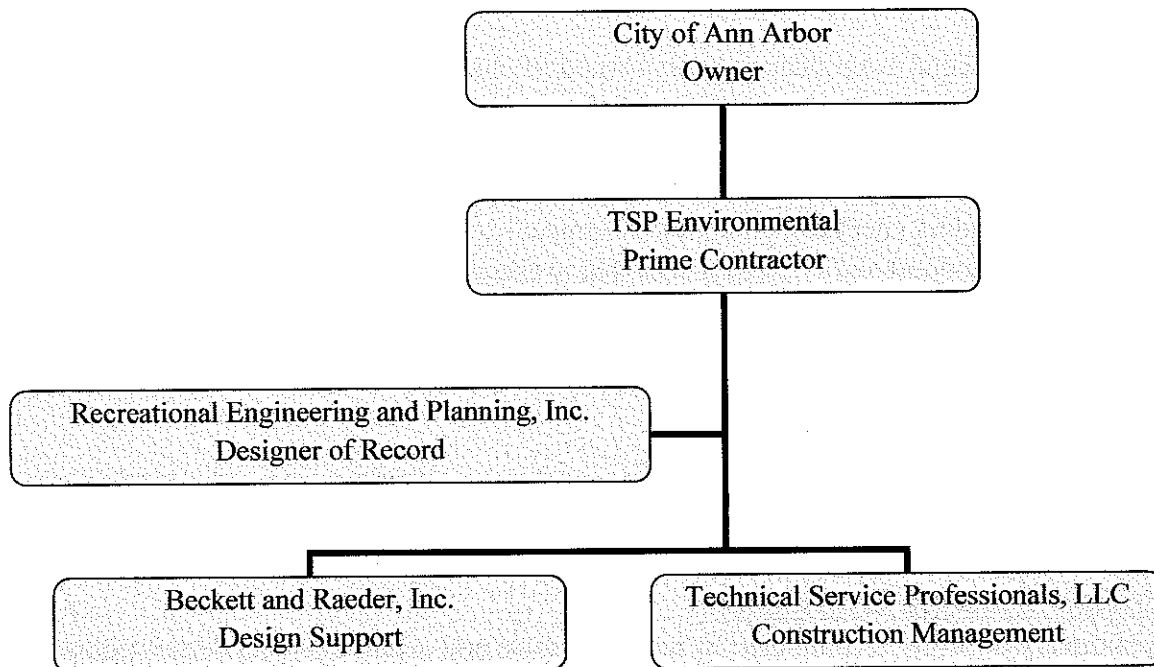 City of Ann Arbor
Owner
TSP Environmental
Prime Contractor
Recreational Engineering and Planning, Inc.
Designer of Record
Beckett and Raeder, Inc.
Design Support
Technical Service Professionals, LLC
Construction Management